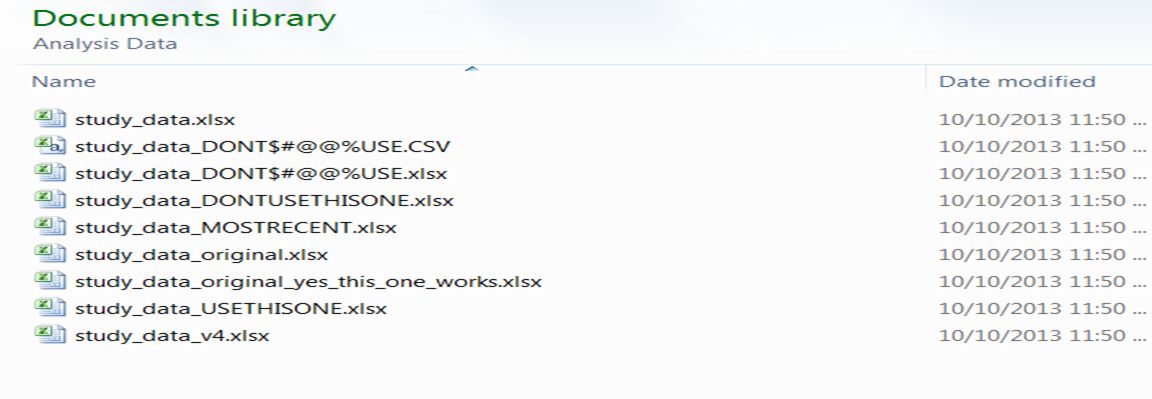 Documents library
Analysis Data
Name Date modified
study_data.xlsx 10/10/2013 11:50 ...
study_data_DONT$#@@%USE.CSV 10/10/2013 11:50 ...
study_data_DONT$#@@%USE.xlsx 10/10/2013 11:50 ...
study_data_DONTUSETHISONE.xlsx 10/10/2013 11:50 ...
study_data_MOSTRECENT.xlsx 10/10/2013 11:50 ...
study_data_original.xlsx 10/10/2013 11:50 ...
study_data_original_yes_this_one_works.xlsx 10/10/2013 11:50 ...
study_data_USETHISONE.xlsx 10/10/2013 11:50 ...
study_data_v4.xlsx 10/10/2013 11:50 ...